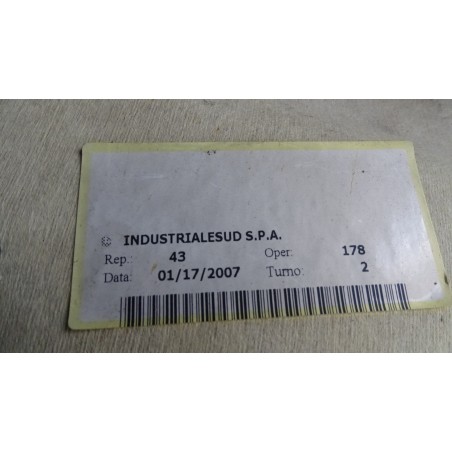 INDUSTRIALESUD S.P.A.
Rep.: 43 Oper: 178
Data: 01/17/2007 Turno: 2